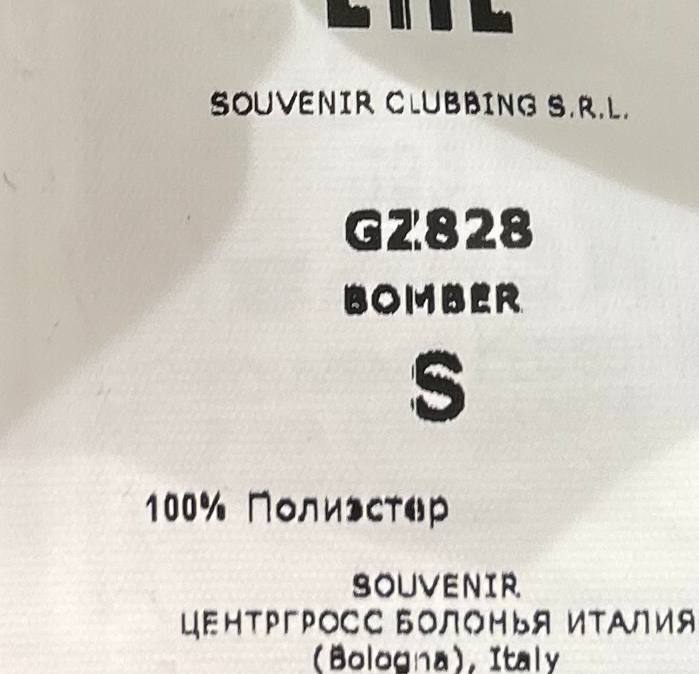 SOUVENIR CLUBBING S.R.L.
GZ828
BOMBER
S
100% Полиэстер
SOUVENIR
ЦЕНТРГРОСС БОЛОНЬЯ ИТАЛИЯ
(Bologna), Italy